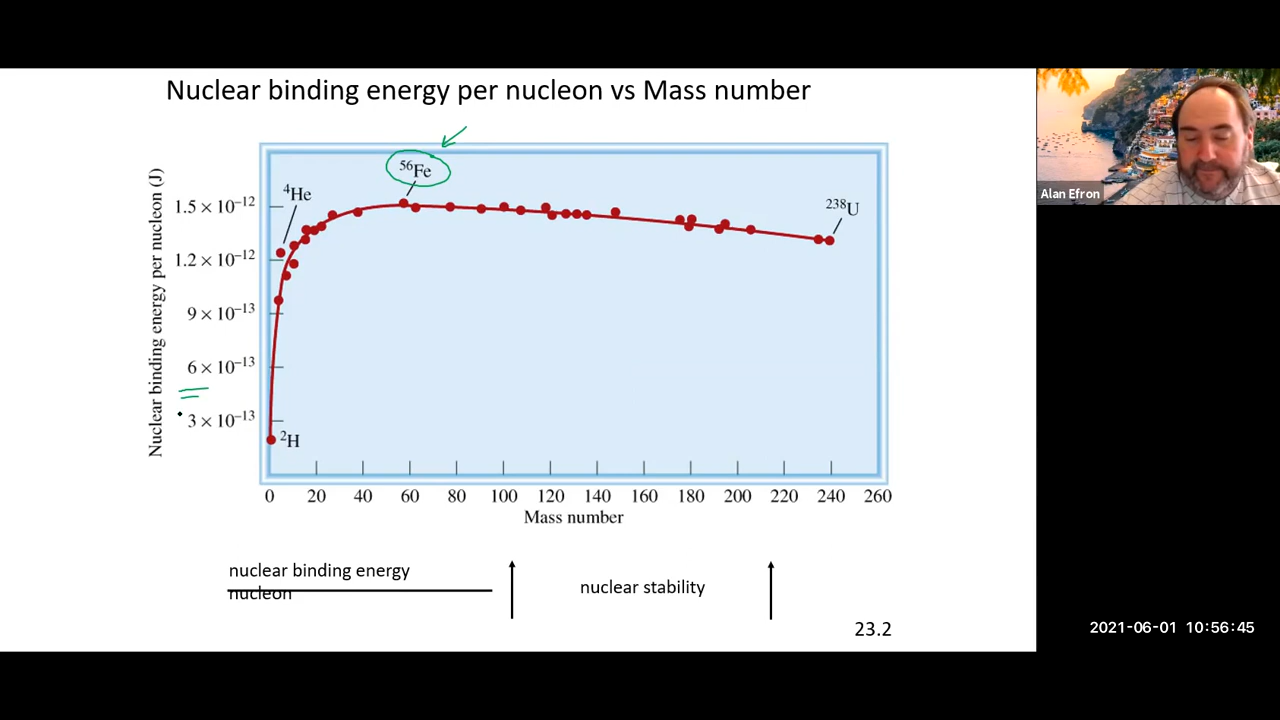 Nuclear binding energy per nucleon vs Mass number
Alan Efron
Nuclear binding energy per nucleon (J)
⁵⁶Fe
⁴He
²³⁸U
1.5 × 10⁻¹²
1.2 × 10⁻¹²
9 × 10⁻¹³
6 × 10⁻¹³
3 × 10⁻¹³
²H
0 20 40 60 80 100 120 140 160 180 200 220 240 260
Mass number
nuclear binding energy
nucleon
nuclear stability
23.2
2021-06-01 10:56:45